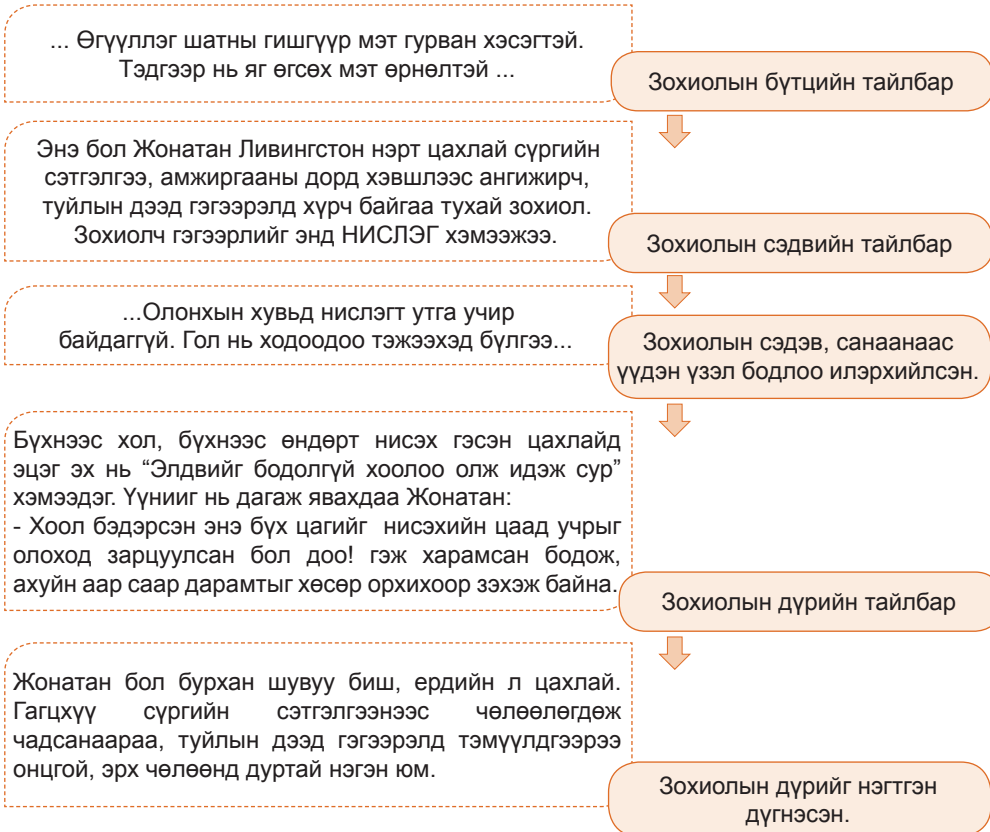 ... Өгүүллэг шатны гишгүүр мэт гурван хэсэгтэй.
Тэдгээр нь яг өгсөх мэт өрнөлтэй ...
Зохиолын бүтцийн тайлбар
Энэ бол Жонатан Ливингстон нэрт цахлай сүргийн
сэтгэлгээ, амжиргааны дорд хэвшлээс ангижирч,
туйлын дээд гэгээрэлд хүрч байгаа тухай зохиол.
Зохиолч гэгээрлийг энд НИСЛЭГ хэмээжээ.
Зохиолын сэдвийн тайлбар
...Олонхын хувьд нислэгт утга учир
байдаггүй. Гол нь ходоодоо тэжээхэд бүлгээ...
Зохиолын сэдэв, санаанаас
үүдэн үзэл бодлоо илэрхийлсэн.
Бүхнээс хол, бүхнээс өндөрт нисэх гэсэн цахлайд
эцэг эх нь “Элдвийг бодолгүй хоолоо олж идэж сур”
хэмээдэг. Үүнииг нь дагаж явахдаа Жонатан:
- Хоол бэдэрсэн энэ бүх цагийг нисэхийн цаад учрыг
олоход зарцуулсан бол доо! гэж харамсан бодож,
ахуйн аар саар дарамтыг хөсөр орхихоор зэхэж байна.
Зохиолын дүрийн тайлбар
Жонатан бол бурхан шувуу биш, ердийн л цахлай.
Гагцхүү сүргийн сэтгэлгээнээс чөлөөлөгдөж
чадсанаараа, туйлын дээд гэгээрэлд тэмүүлдгээрээ
онцгой, эрх чөлөөнд дуртай нэгэн юм.
Зохиолын дүрийг нэгтгэн
дүгнэсэн.